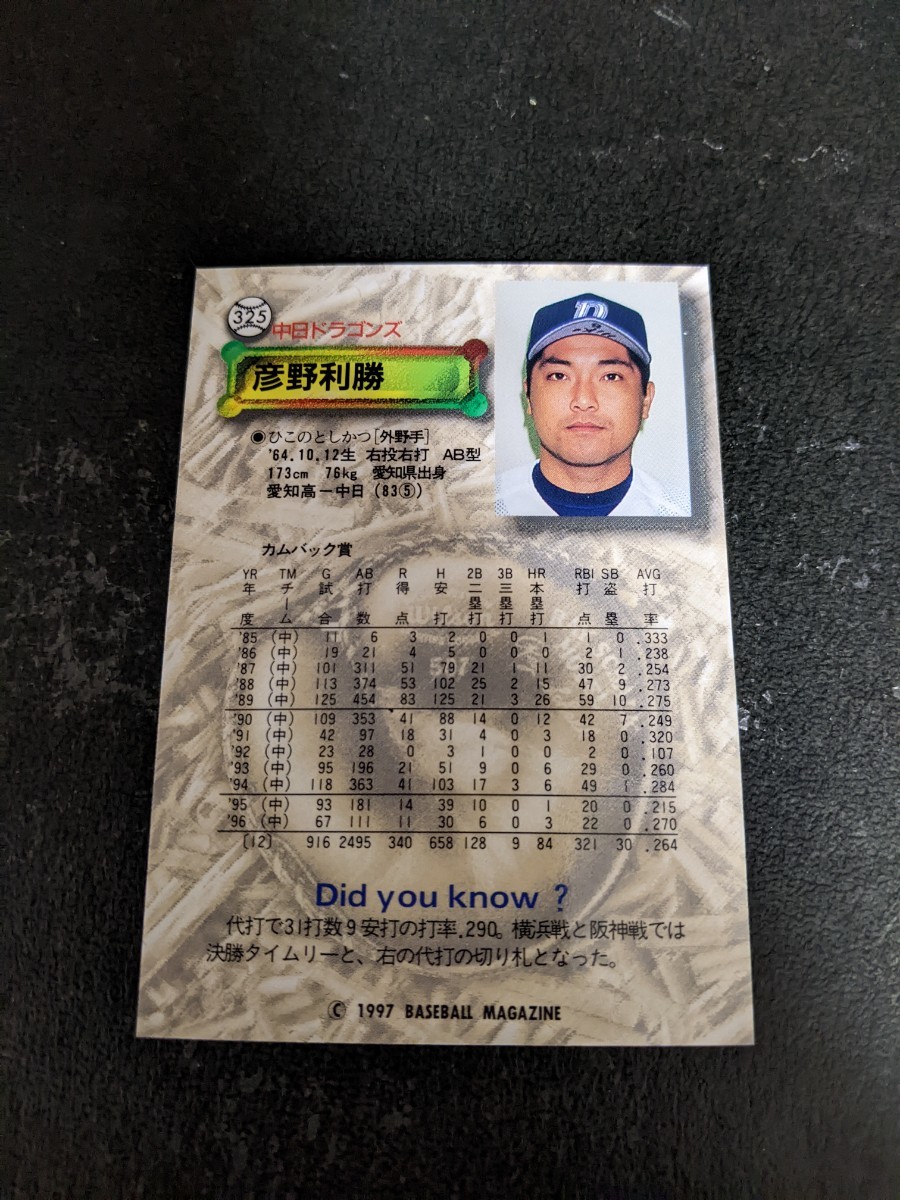 325
中日ドラゴンズ
彦野利勝
◉ひこのとしかつ[外野手]
'64.10.12生 右投右打 AB型
173cm 76kg 愛知県出身
愛知高－中日（83⑤）
D
カムバック賞
YR TM G AB R H 2B 3B HR RBI SB AVG
年度 チーム 試合 打数 得点 安打 二塁打 三塁打 本塁打 打点 盗塁 打率
'85 (中) 11 6 3 2 0 0 1 1 0 .333
'86 (中) 19 21 4 5 0 0 0 2 1 .238
'87 (中) 101 311 51 79 21 1 11 30 2 .254
'88 (中) 113 374 53 102 25 2 15 47 9 .273
'89 (中) 125 454 83 125 21 3 26 59 10 .275
'90 (中) 109 353 41 88 14 0 12 42 7 .249
'91 (中) 42 97 18 31 4 0 3 18 0 .320
'92 (中) 23 28 0 3 1 0 0 2 0 .107
'93 (中) 95 196 21 51 9 0 6 29 0 .260
'94 (中) 118 363 41 103 17 3 6 49 1 .284
'95 (中) 93 181 14 39 10 0 1 20 0 .215
'96 (中) 67 111 11 30 6 0 3 22 0 .270
[12] 916 2495 340 658 128 9 84 321 30 .264
Did you know ?
代打で31打数9安打の打率.290。横浜戦と阪神戦では
決勝タイムリーと、右の代打の切り札となった。
© 1997 BASEBALL MAGAZINE